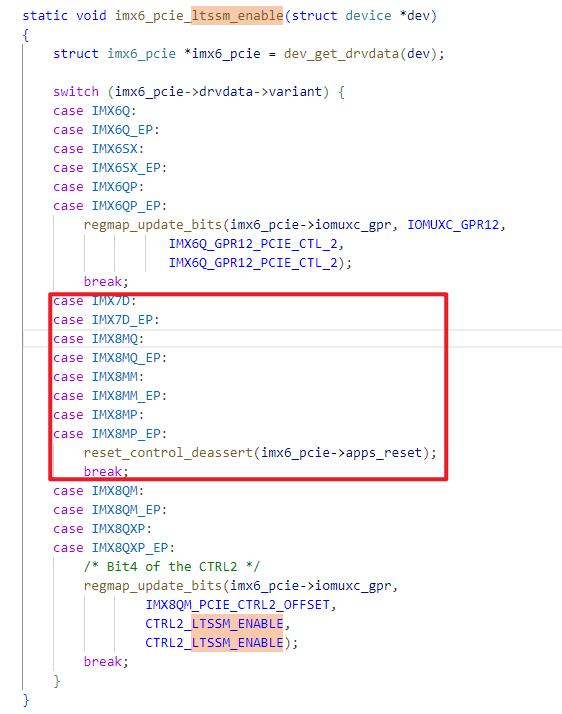 static void imx6_pcie_ltssm_enable(struct device *dev)
{
struct imx6_pcie *imx6_pcie = dev_get_drvdata(dev);
switch (imx6_pcie->drvdata->variant) {
case IMX6Q:
case IMX6Q_EP:
case IMX6SX:
case IMX6SX_EP:
case IMX6QP:
case IMX6QP_EP:
regmap_update_bits(imx6_pcie->iomuxc_gpr, IOMUXC_GPR12,
IMX6Q_GPR12_PCIE_CTL_2,
IMX6Q_GPR12_PCIE_CTL_2);
break;
case IMX7D:
case IMX7D_EP:
case IMX8MQ:
case IMX8MQ_EP:
case IMX8MM:
case IMX8MM_EP:
case IMX8MP:
case IMX8MP_EP:
reset_control_deassert(imx6_pcie->apps_reset);
break;
case IMX8QM:
case IMX8QM_EP:
case IMX8QXP:
case IMX8QXP_EP:
/* Bit4 of the CTRL2 */
regmap_update_bits(imx6_pcie->iomuxc_gpr,
IMX8QM_PCIE_CTRL2_OFFSET,
CTRL2_LTSSM_ENABLE,
CTRL2_LTSSM_ENABLE);
break;
}
}